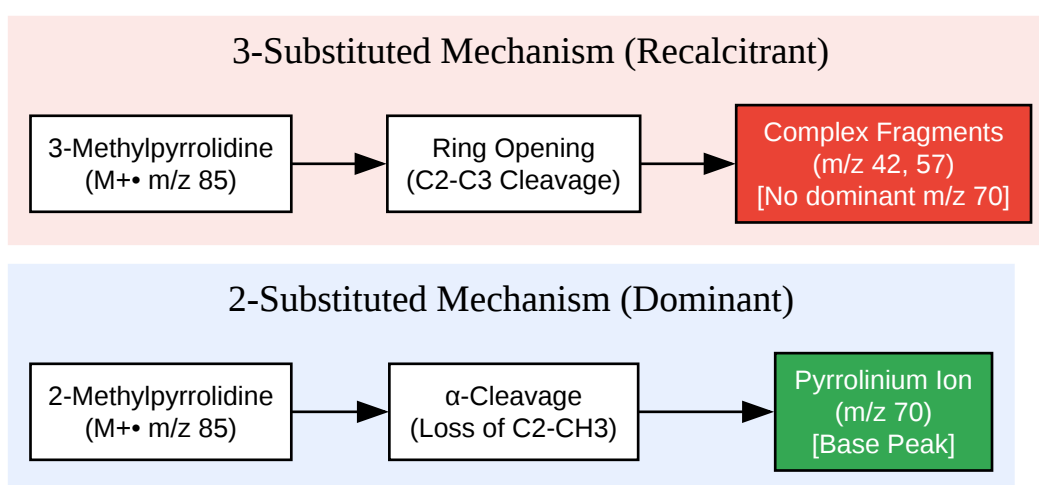 3-Substituted Mechanism (Recalcitrant)
3-Methylpyrrolidine
(M+• m/z 85)
Ring Opening
(C2-C3 Cleavage)
Complex Fragments
(m/z 42, 57)
[No dominant m/z 70]
2-Substituted Mechanism (Dominant)
2-Methylpyrrolidine
(M+• m/z 85)
α-Cleavage
(Loss of C2-CH3)
Pyrrolinium Ion
(m/z 70)
[Base Peak]